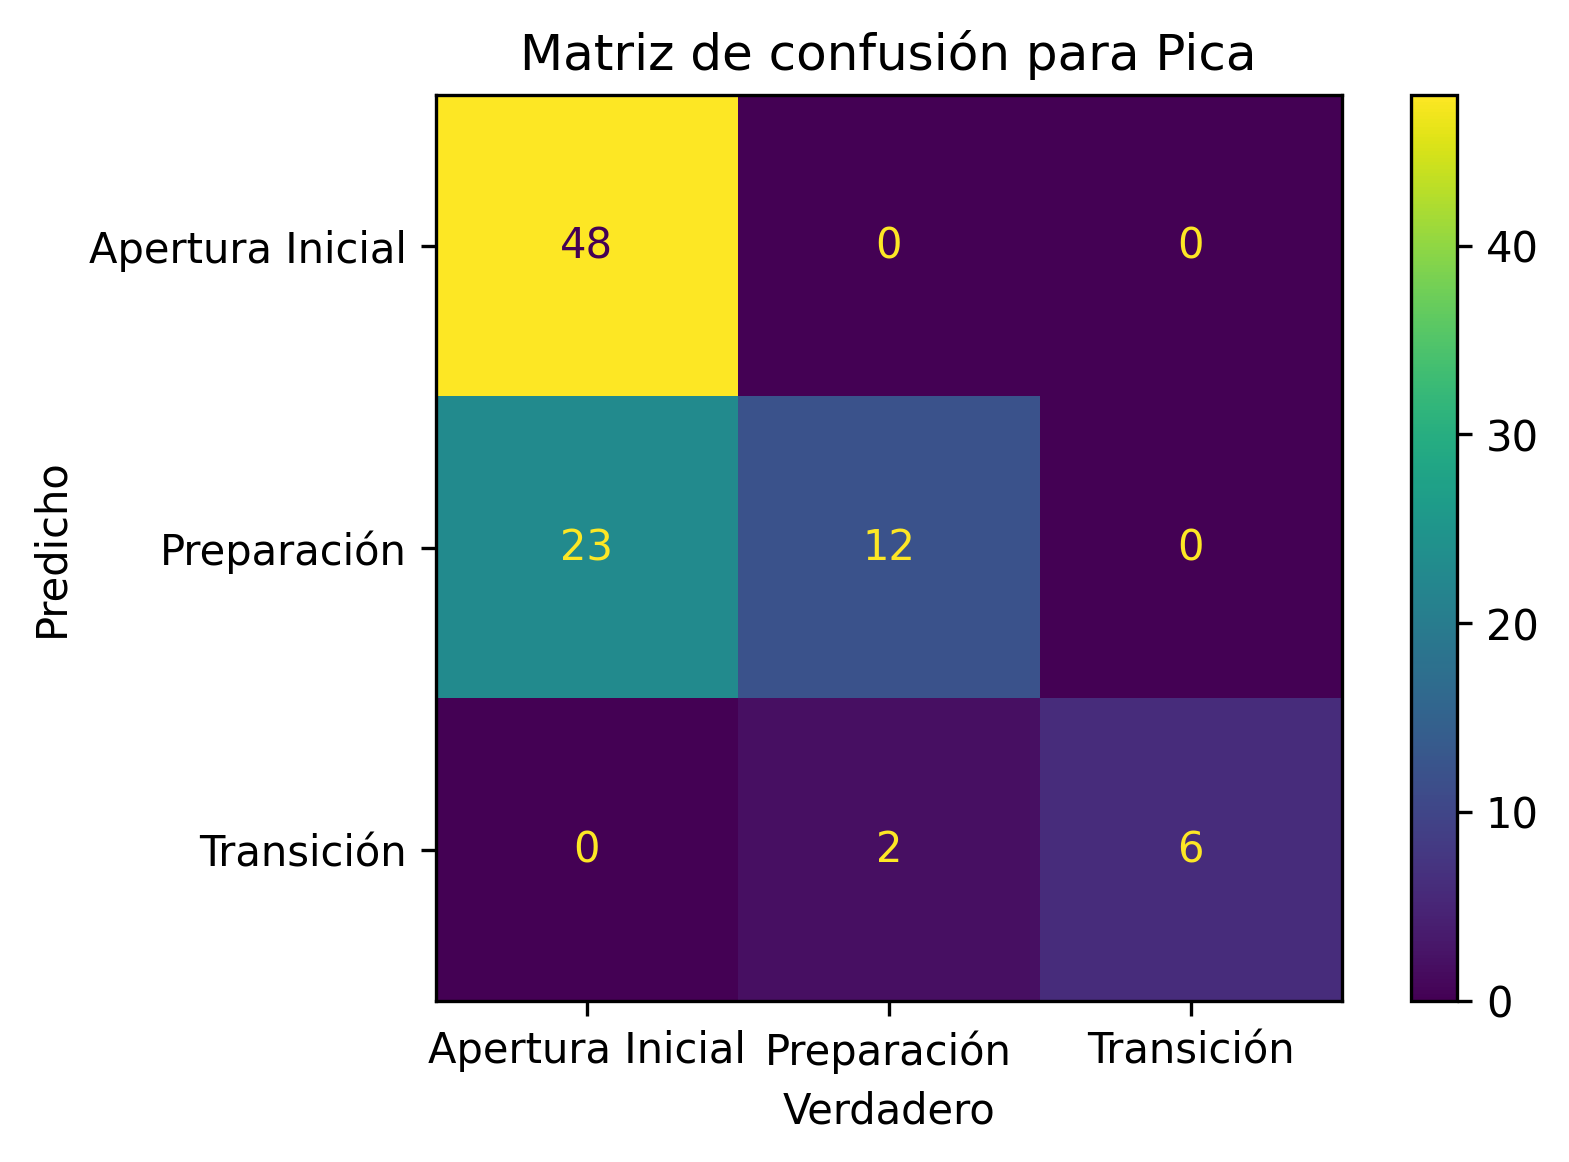 Matriz de confusión para Pica
Apertura Inicial
48
0
0
Preparación
23
12
0
Transición
0
2
6
Predicho
Apertura Inicial
Preparación
Transición
Verdadero
40
30
20
10
0